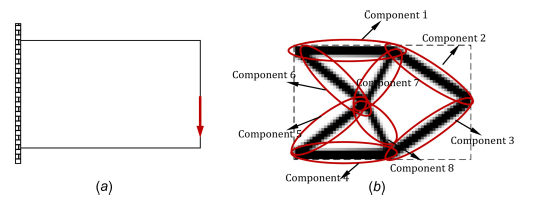 Component 1
Component 2
Component 6
Component 7
Component 5
Component 3
Component 4
Component 8
(a)
(b)